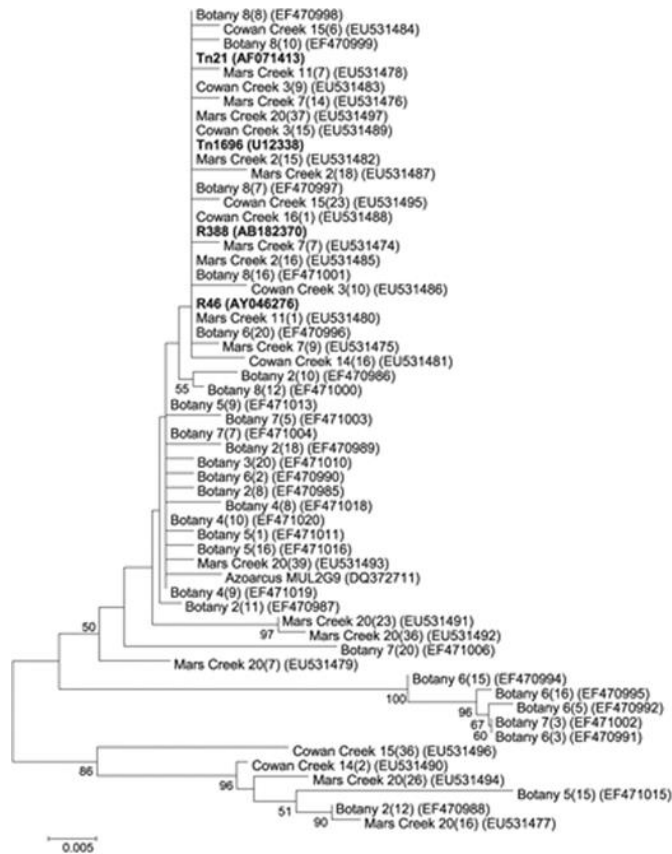 Botany 8(8) (EF470998)
Cowan Creek 15(6) (EU531484)
Botany 8(10) (EF470999)
Tn21 (AF071413)
Mars Creek 11(7) (EU531478)
Cowan Creek 3(9) (EU531483)
Mars Creek 7(14) (EU531476)
Mars Creek 20(37) (EU531497)
Cowan Creek 3(15) (EU531489)
Tn1696 (U12338)
Mars Creek 2(15) (EU531482)
Mars Creek 2(18) (EU531487)
Botany 8(7) (EF470997)
Cowan Creek 15(23) (EU531495)
Cowan Creek 16(1) (EU531488)
R388 (AB182370)
Mars Creek 7(7) (EU531474)
Mars Creek 2(16) (EU531485)
Botany 8(16) (EF471001)
Cowan Creek 3(10) (EU531486)
R46 (AY046276)
Mars Creek 11(1) (EU531480)
Botany 6(20) (EF470996)
Mars Creek 7(9) (EU531475)
Cowan Creek 14(16) (EU531481)
Botany 2(10) (EF470986)
55
Botany 8(12) (EF471000)
Botany 5(9) (EF471013)
Botany 7(5) (EF471003)
Botany 7(7) (EF471004)
Botany 2(18) (EF470989)
Botany 3(20) (EF471010)
Botany 6(2) (EF470990)
Botany 2(8) (EF470985)
Botany 4(8) (EF471018)
Botany 4(10) (EF471020)
Botany 5(1) (EF471011)
Botany 5(16) (EF471016)
Mars Creek 20(39) (EU531493)
Azoarcus MUL2G9 (DQ372711)
Botany 4(9) (EF471019)
Botany 2(11) (EF470987)
Mars Creek 20(23) (EU531491)
50
97
Mars Creek 20(36) (EU531492)
Botany 7(20) (EF471006)
Mars Creek 20(7) (EU531479)
Botany 6(15) (EF470994)
100
Botany 6(16) (EF470995)
96
Botany 6(5) (EF470992)
67
Botany 7(3) (EF471002)
60
Botany 6(3) (EF470991)
Cowan Creek 15(36) (EU531496)
86
Cowan Creek 14(2) (EU531490)
96
Mars Creek 20(26) (EU531494)
Botany 5(15) (EF471015)
51
Botany 2(12) (EF470988)
90
Mars Creek 20(16) (EU531477)
0.005